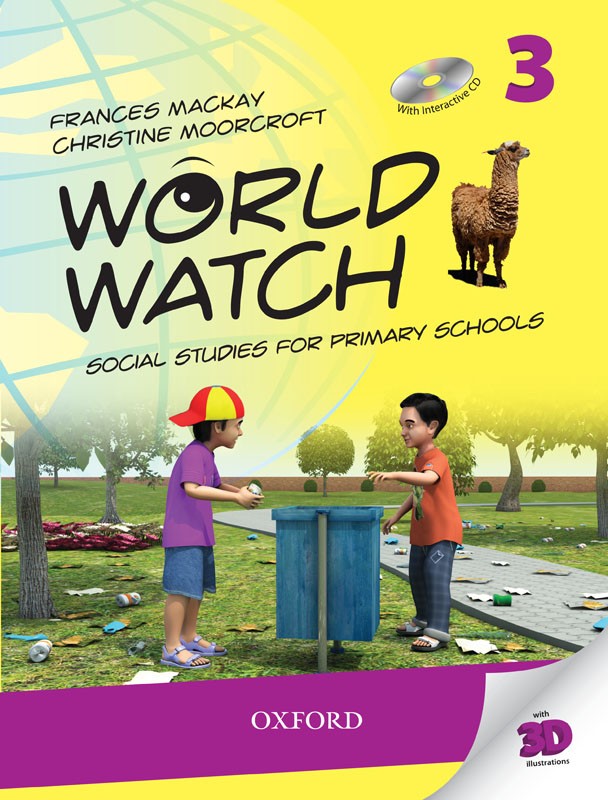 FRANCES MACKAY
CHRISTINE MOORCROFT
With Interactive CD
3
WORLD
WATCH
SOCIAL STUDIES FOR PRIMARY SCHOOLS
OXFORD
with
3D
illustrations